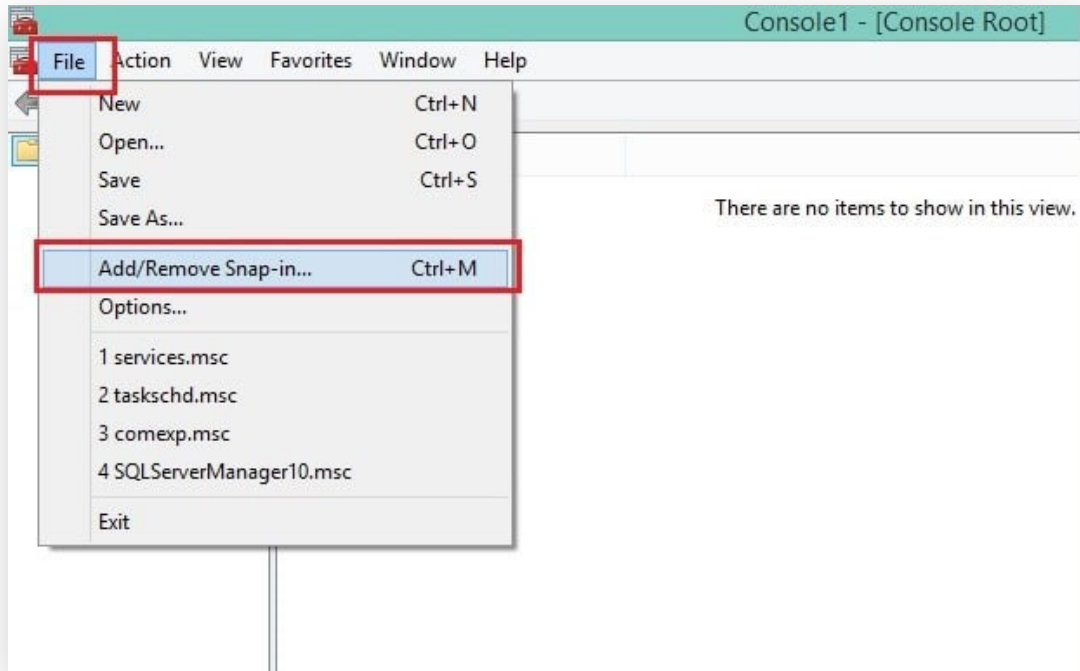 Console1 - [Console Root]
File Action View Favorites Window Help
New Ctrl+N
Open... Ctrl+O
Save Ctrl+S
Save As...
There are no items to show in this view.
Add/Remove Snap-in... Ctrl+M
Options...
1 services.msc
2 taskschd.msc
3 comexp.msc
4 SQLServerManager10.msc
Exit